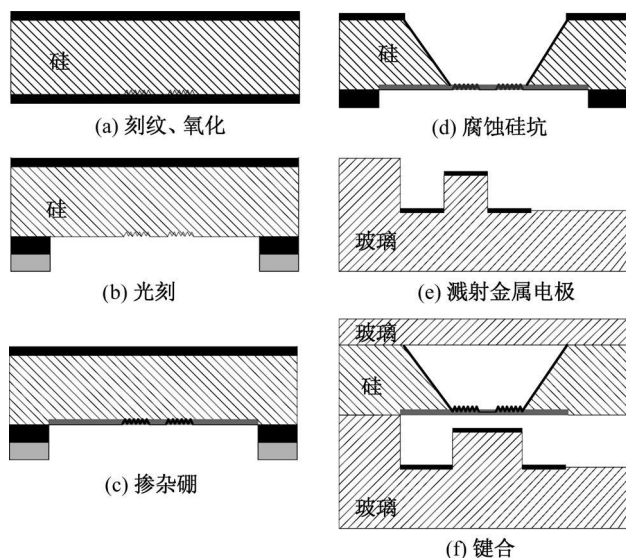 硅
(a) 刻纹、氧化
硅
(b) 光刻
(c) 掺杂硼
硅
(d) 腐蚀硅坑
玻璃
(e) 溅射金属电极
玻璃
硅
玻璃
(f) 键合